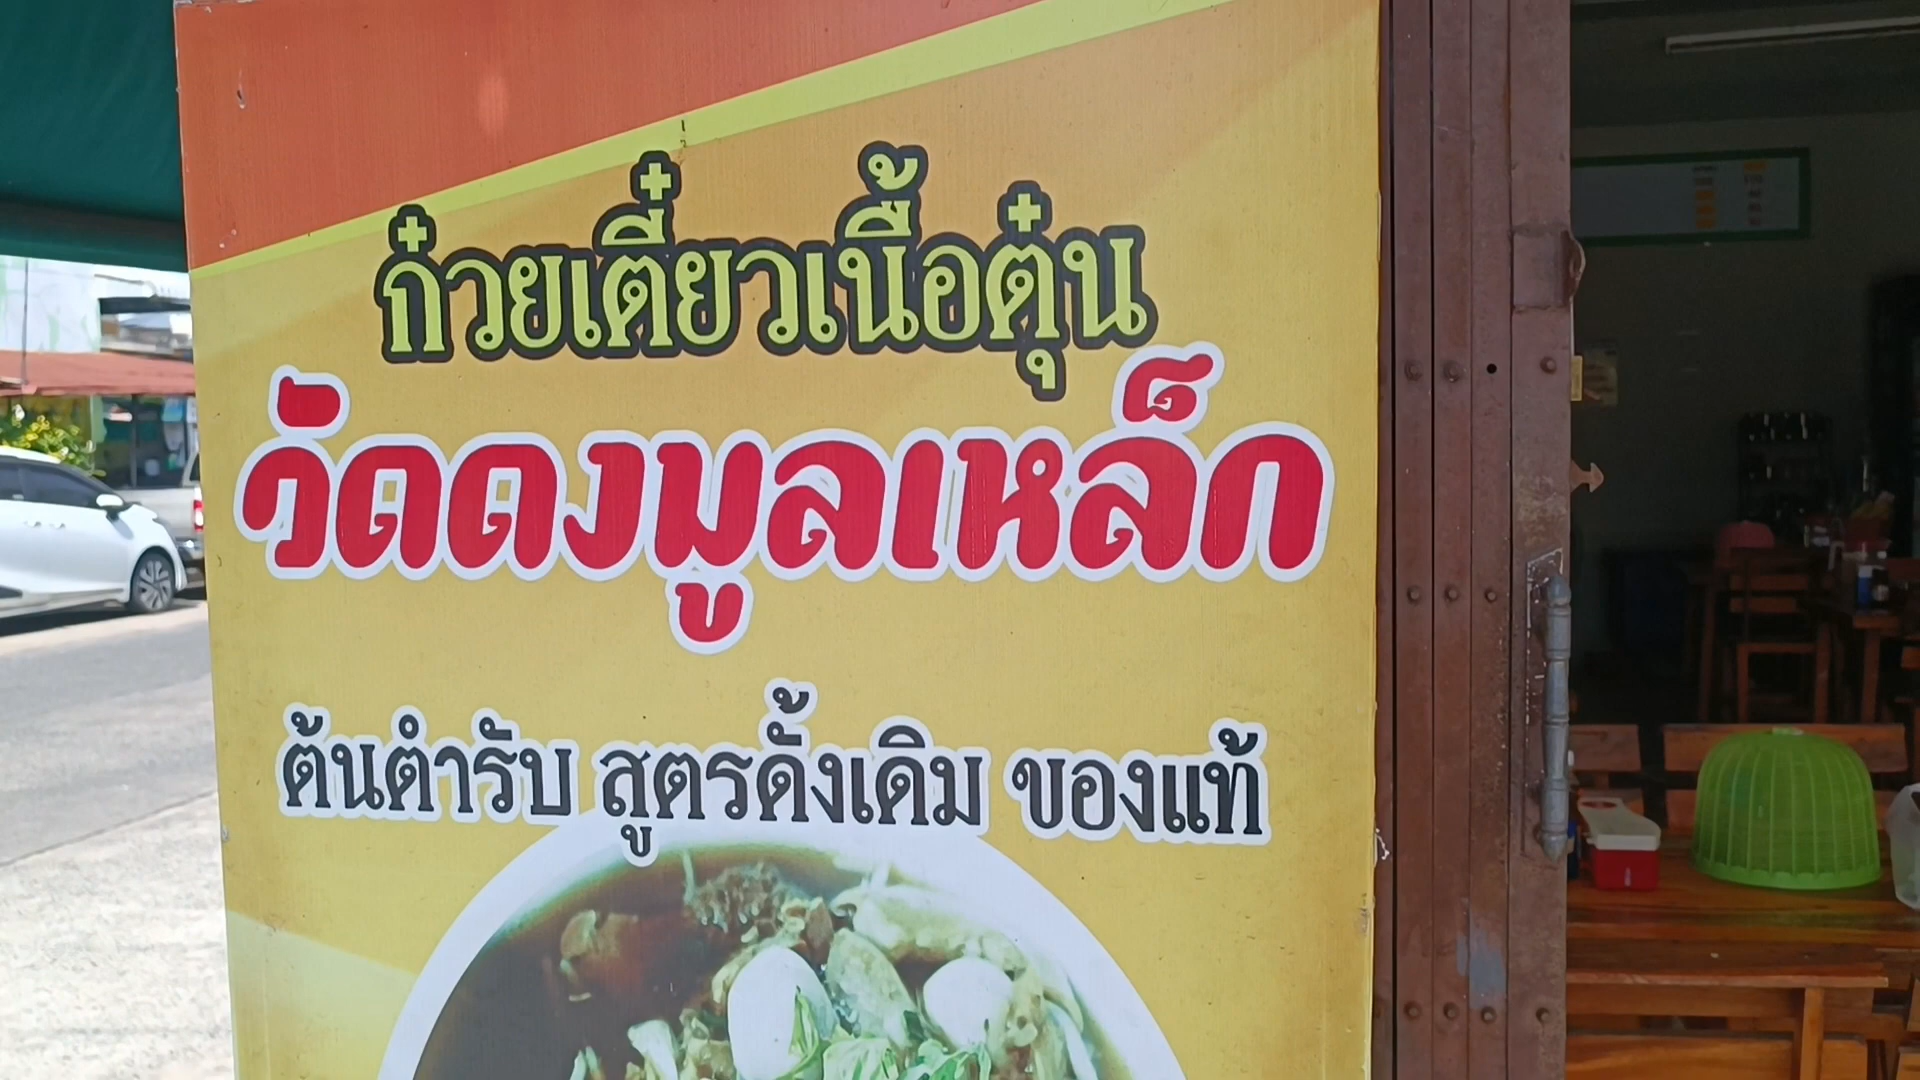 ก๋วยเตี๋ยวเนื้อตุ๋น
วัดดงมูลเหล็ก
ต้นตำรับ สูตรดั้งเดิม ของแท้